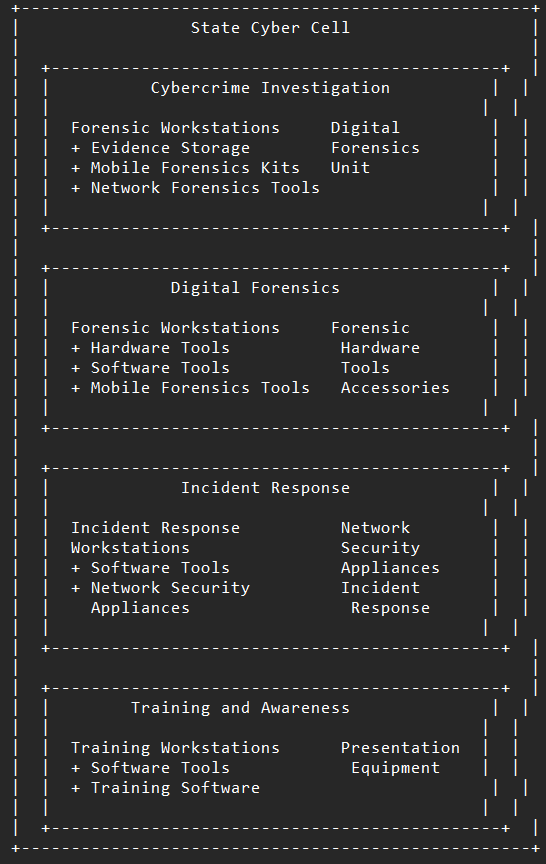 State Cyber Cell
Cybercrime Investigation
Forensic Workstations     Digital
+ Evidence Storage        Forensics
+ Mobile Forensics Kits   Unit
+ Network Forensics Tools
Digital Forensics
Forensic Workstations     Forensic
+ Hardware Tools           Hardware
+ Software Tools           Tools
+ Mobile Forensics Tools   Accessories
Incident Response
Incident Response          Network
Workstations               Security
+ Software Tools           Appliances
+ Network Security         Incident
Appliances                Response
Training and Awareness
Training Workstations      Presentation
+ Software Tools            Equipment
+ Training Software